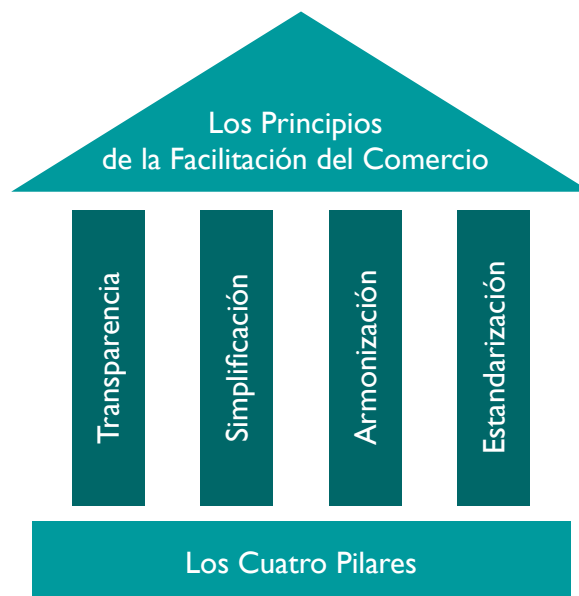 Los Principios
de la Facilitación del Comercio
Transparencia
Simplificación
Armonización
Estandarización
Los Cuatro Pilares